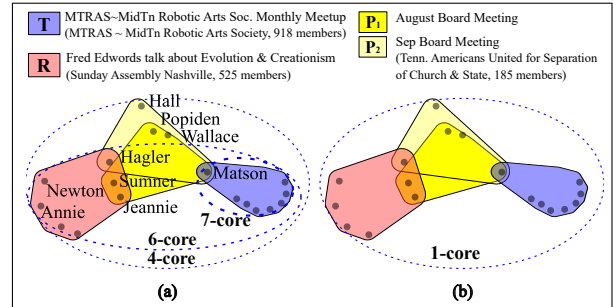 T MTRAS~MidTn Robotic Arts Soc. Monthly Meetup
(MTRAS ~ MidTn Robotic Arts Society, 918 members)
R Fred Edwords talk about Evolution & Creationism
(Sunday Assembly Nashville, 525 members)
P1 August Board Meeting
P2 Sep Board Meeting
(Tenn. Americans United for Separation
of Church & State, 185 members)
Hall
Popiden
Wallace
Hagler
Matson
Sumner
Newton
Annie
Jeannie
7-core
6-core
4-core
(a)
1-core
(b)